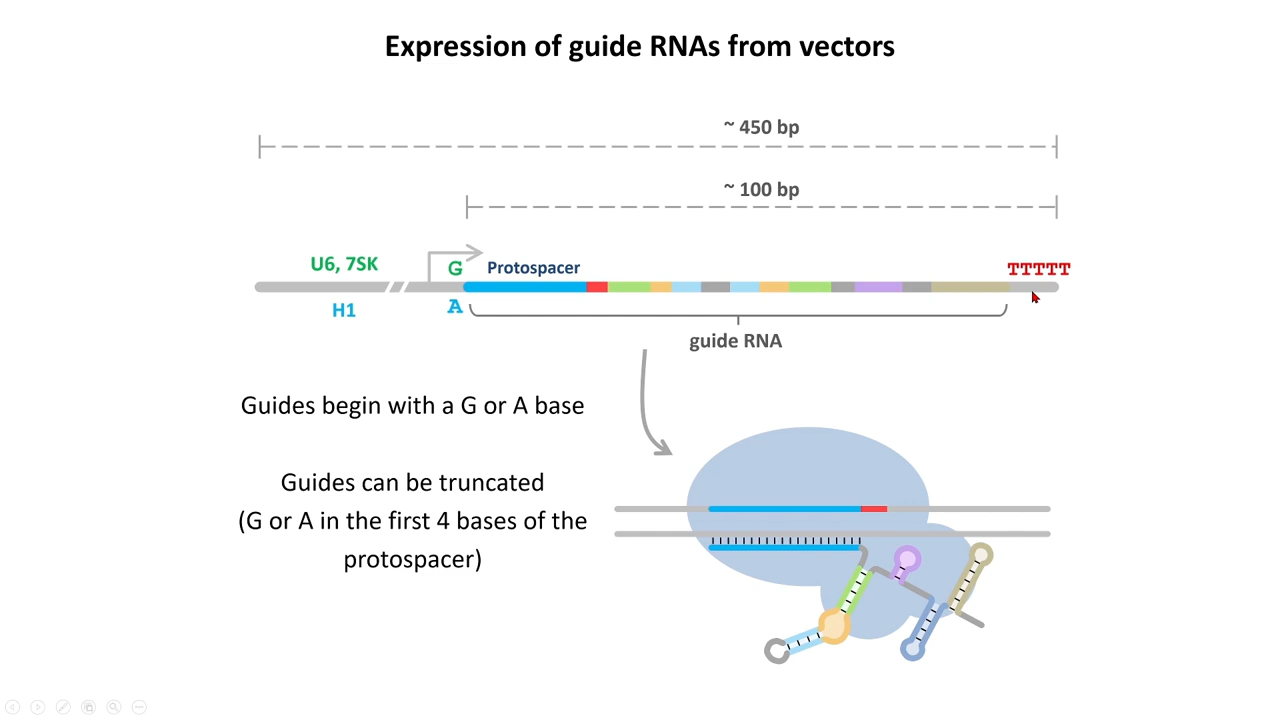 Expression of guide RNAs from vectors
~ 450 bp
~ 100 bp
U6, 7SK
G
Protospacer
TTTTT
H1
A
guide RNA
Guides begin with a G or A base
Guides can be truncated
(G or A in the first 4 bases of the
protospacer)